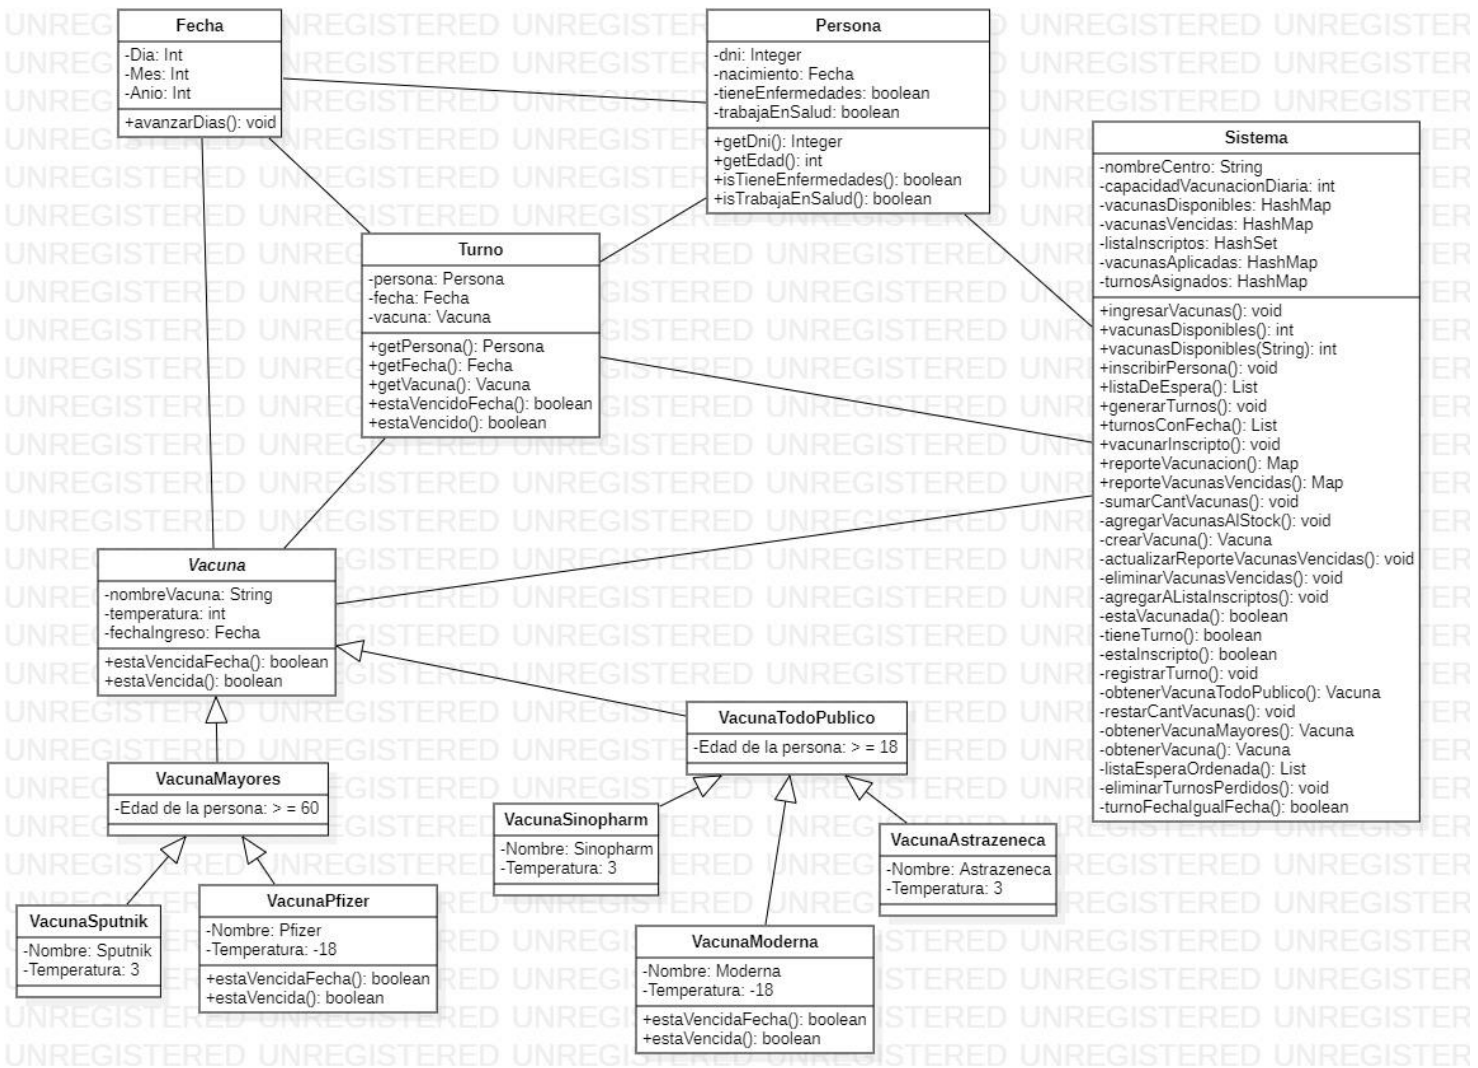 Fecha
-Dia: Int
-Mes: Int
-Anio: Int
+avanzarDias(): void
Persona
-dni: Integer
-nacimiento: Fecha
-tieneEnfermedades: boolean
-trabajaEnSalud: boolean
+getDni(): Integer
+getEdad(): int
+isTieneEnfermedades(): boolean
+isTrabajaEnSalud(): boolean
Sistema
-nombreCentro: String
-capacidadVacunacionDiaria: int
-vacunasDisponibles: HashMap
-vacunasVencidas: HashMap
-listaInscriptos: HashSet
-vacunasAplicadas: HashMap
-turnosAsignados: HashMap
+ingresarVacunas(): void
+vacunasDisponibles(): int
+vacunasDisponibles(String): int
+inscribirPersona(): void
+listaDeEspera(): List
+generarTurnos(): void
+turnosConFecha(): List
+vacunarInscripto(): void
+reporteVacunacion(): Map
+reporteVacunasVencidas(): Map
-sumarCantVacunas(): void
-agregarVacunasAlStock(): void
-crearVacuna(): Vacuna
-actualizarReporteVacunasVencidas(): void
-eliminarVacunasVencidas(): void
-agregarAListaInscriptos(): void
-estaVacunada(): boolean
-tieneTurno(): boolean
-estaInscripto(): boolean
-registrarTurno(): void
-obtenerVacunaTodoPublico(): Vacuna
-restarCantVacunas(): void
-obtenerVacunaMayores(): Vacuna
-obtenerVacuna(): Vacuna
-listaEsperaOrdenada(): List
-eliminarTurnosPerdidos(): void
-turnoFechaIgualFecha(): boolean
Turno
-persona: Persona
-fecha: Fecha
-vacuna: Vacuna
+getPersona(): Persona
+getFecha(): Fecha
+getVacuna(): Vacuna
+estaVencidoFecha(): boolean
+estaVencido(): boolean
Vacuna
-nombreVacuna: String
-temperatura: int
-fechaIngreso: Fecha
+estaVencidaFecha(): boolean
+estaVencida(): boolean
VacunaTodoPublico
-Edad de la persona: > = 18
VacunaMayores
-Edad de la persona: > = 60
VacunaSinopharm
-Nombre: Sinopharm
-Temperatura: 3
VacunaAstrazeneca
-Nombre: Astrazeneca
-Temperatura: 3
VacunaSputnik
-Nombre: Sputnik
-Temperatura: 3
VacunaPfizer
-Nombre: Pfizer
-Temperatura: -18
+estaVencidaFecha(): boolean
+estaVencida(): boolean
VacunaModerna
-Nombre: Moderna
-Temperatura: -18
+estaVencidaFecha(): boolean
+estaVencida(): boolean
UNREGISTERED